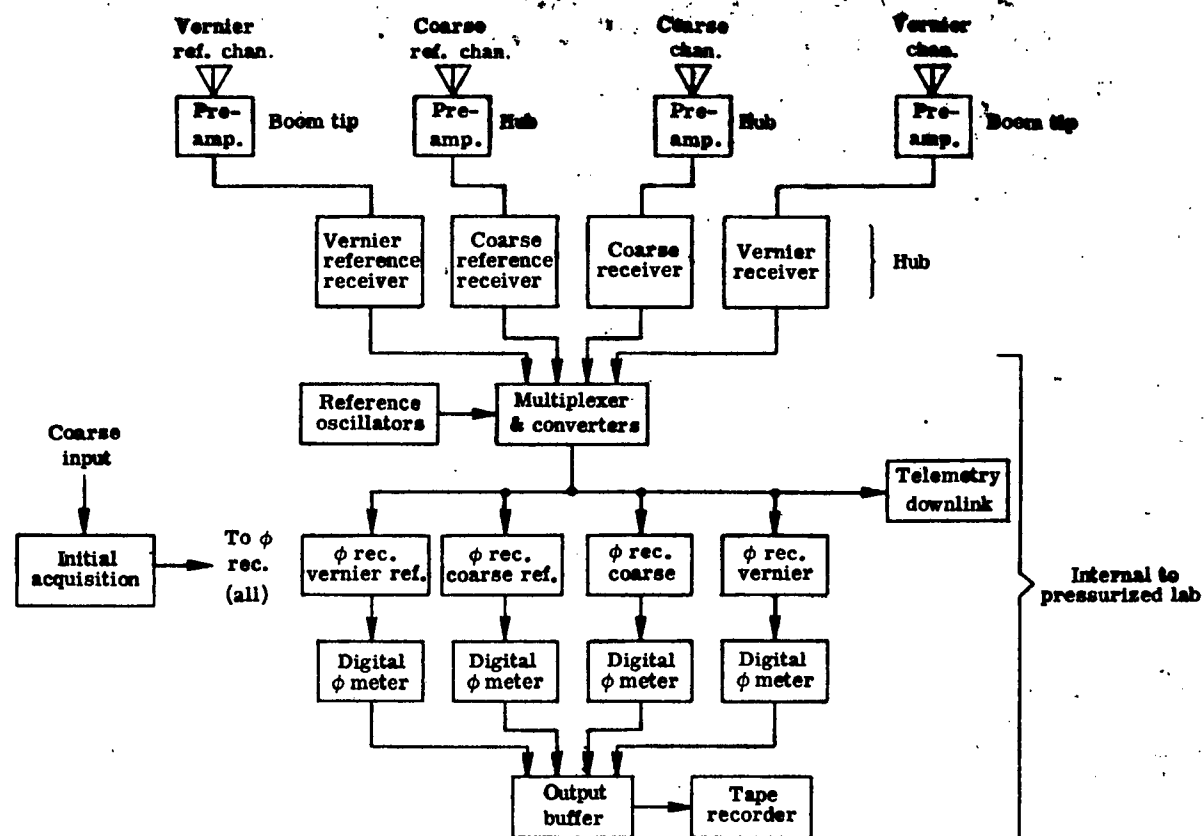 Vernier
ref. chan.
Coarse
ref. chan.
Coarse
chan.
Vernier
chan.
Pre-
amp.
Boom tip
Pre-
amp.
Hub
Pre-
amp.
Hub
Pre-
amp.
Boom tip
Vernier
reference
receiver
Coarse
reference
receiver
Coarse
receiver
Vernier
receiver
Hub
Reference
oscillators
Multiplexer
& converters
Coarse
input
Telemetry
downlink
Initial
acquisition
To ϕ
rec.
(all)
ϕ rec.
vernier ref.
ϕ rec.
coarse ref.
ϕ rec.
coarse
ϕ rec.
vernier
Internal to
pressurized lab
Digital
ϕ meter
Digital
ϕ meter
Digital
ϕ meter
Digital
ϕ meter
Output
buffer
Tape
recorder